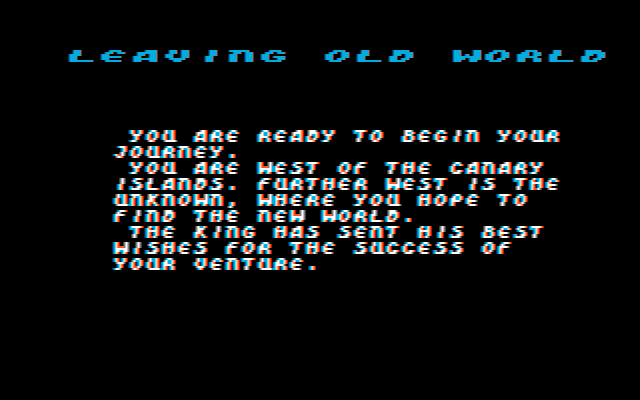 LEAVING OLD WORLD
YOU ARE READY TO BEGIN YOUR
JOURNEY.
YOU ARE WEST OF THE CANARY
ISLANDS. FURTHER WEST IS THE
UNKNOWN, WHERE YOU HOPE TO
FIND THE NEW WORLD.
THE KING HAS SENT HIS BEST
WISHES FOR THE SUCCESS OF
YOUR VENTURE.